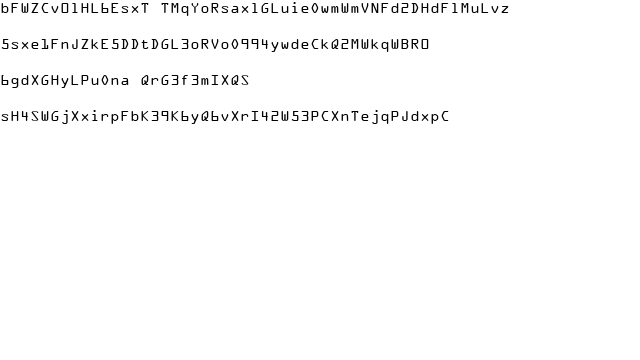 bFWZCvO1HL6EsxT TMqYoRsax1GLuie0wmWmVNFd2DHdF1MuLvz
5sxe1FnJZkE5DDtDGL3oRVo0994ywdeCkQ2MWkqWBRO
6gdXGHyLPu0na QrG3f3mIXQS
sH4SWGjXxirpFbK39K6yQ6vXrI42W53PCXnTejqPJdxpC